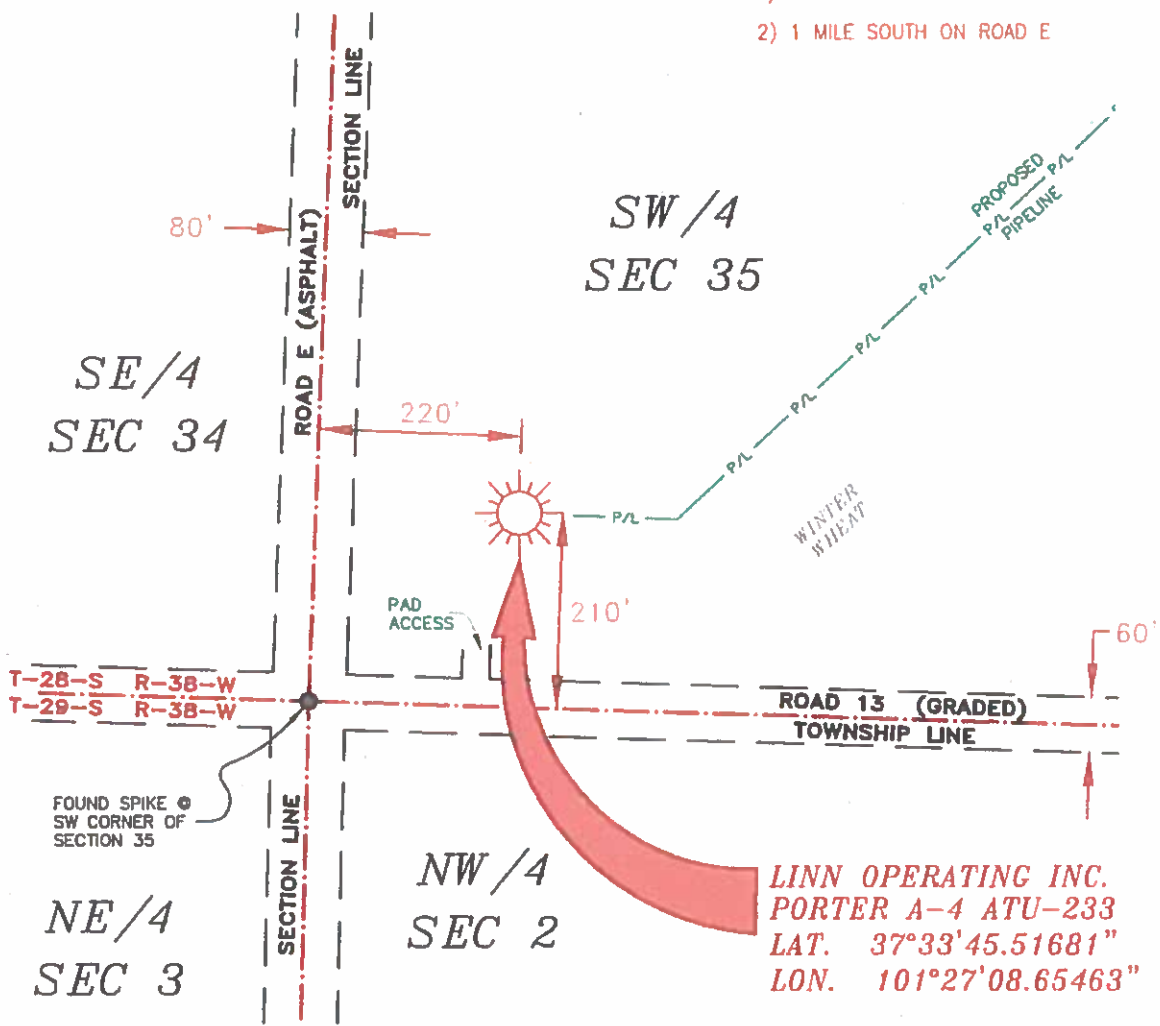 2) 1 MILE SOUTH ON ROAD E
SECTION LINE
80'
SW/4
SEC 35
PROPOSED
PIPELINE
P/L
P/L
P/L
P/L
P/L
P/L
P/L
P/L
ROAD E (ASPHALT)
SE/4
SEC 34
220'
WINTER
WHEAT
PAD
ACCESS
210'
60'
T-28-S R-38-W
T-29-S R-38-W
ROAD 13 (GRADED)
TOWNSHIP LINE
FOUND SPIKE @
SW CORNER OF
SECTION 35
SECTION LINE
NW/4
SEC 2
NE/4
SEC 3
LINN OPERATING INC.
PORTER A-4 ATU-233
LAT. 37°33'45.51681"
LON. 101°27'08.65463"